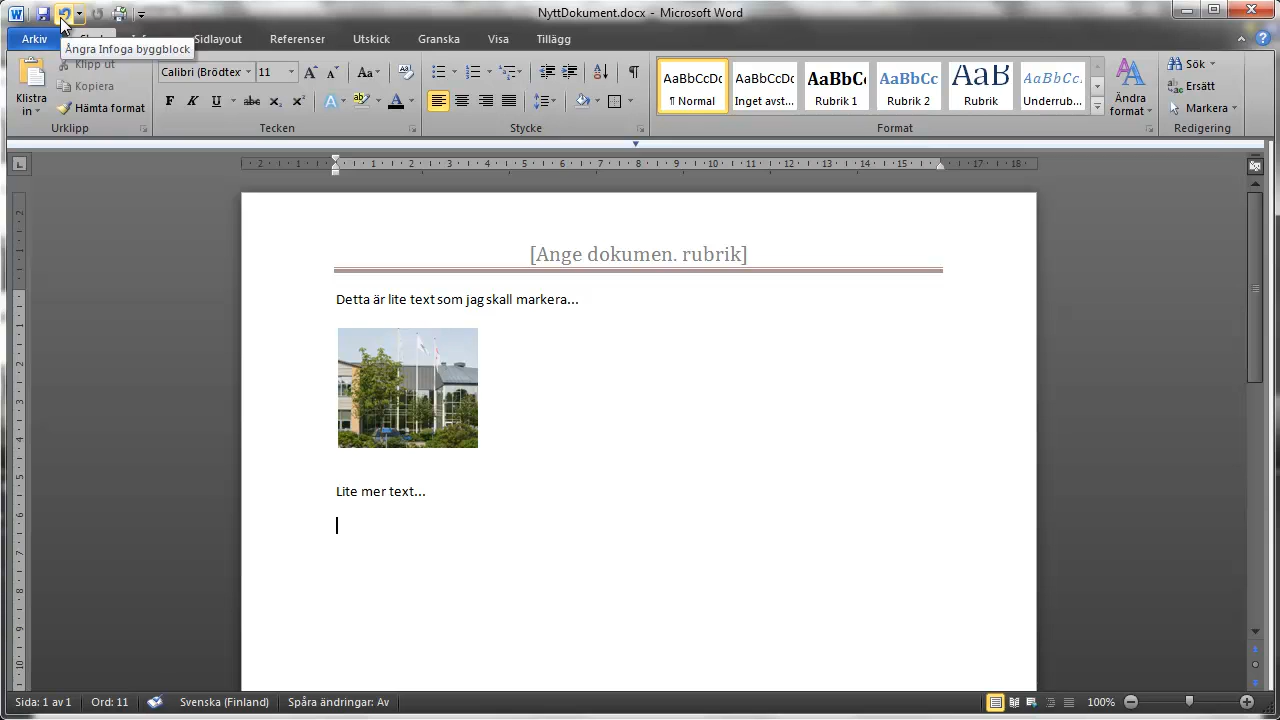 NyttDokument.docx - Microsoft Word
Arkiv
Sidlayout Referenser Utskick Granska Visa Tillägg
Ångra Infoga byggblock
Klistra in
Klipp ut
Kopiera
Hämta format
Urklipp
Calibri (Brödtex 11
Tecken
Stycke
AaBbCcDc AaBbCcDc AaBbCc AaBbCc AaB AaBbCc.
¶ Normal Inget avst... Rubrik 1 Rubrik 2 Rubrik Underrub...
Ändra format
Format
Sök
Ersätt
Markera
Redigering
[Ange dokumen. rubrik]
Detta är lite text som jag skall markera...
Lite mer text...
Sida: 1 av 1 Ord: 11 Svenska (Finland) Spåra ändringar: Av 100%